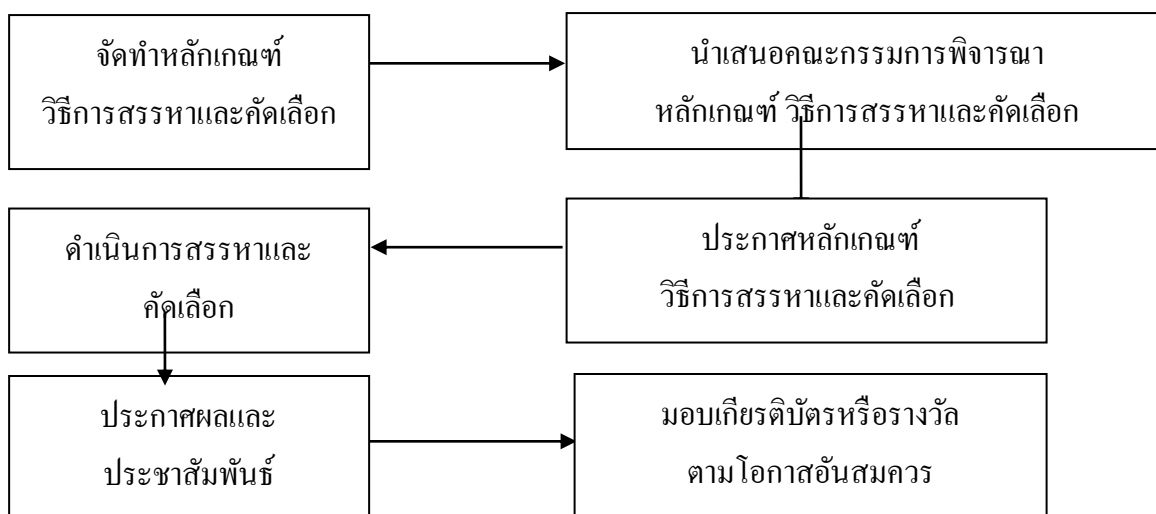 จัดทำหลักเกณฑ์
วิธีการสรรหาและคัดเลือก
นำเสนอคณะกรรมการพิจารณา
หลักเกณฑ์ วิธีการสรรหาและคัดเลือก
ประกาศหลักเกณฑ์
วิธีการสรรหาและคัดเลือก
ดำเนินการสรรหาและ
คัดเลือก
ประกาศผลและ
ประชาสัมพันธ์
มอบเกียรติบัตรหรือรางวัล
ตามโอกาสอันสมควร